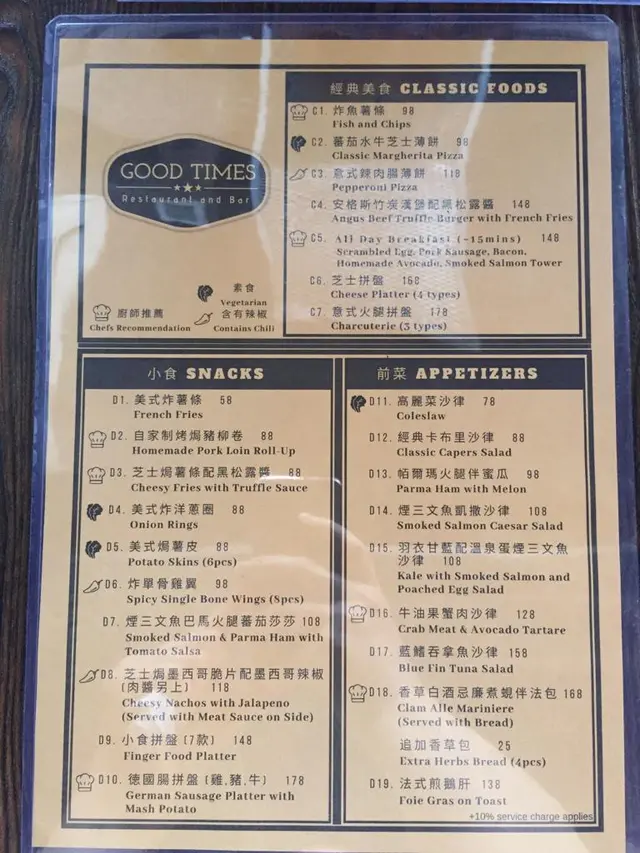 GOOD TIMES
Restaurant and Bar
素食
Vegetarian
廚師推薦
Chefs Recommendation
含有辣椒
Contains Chili
經典美食 CLASSIC FOODS
C1. 炸魚薯條 98
Fish and Chips
C2. 蕃茄水牛芝士薄餅 98
Classic Margherita Pizza
C3. 意式辣肉腸薄餅 118
Pepperoni Pizza
C4. 安格斯竹炭漢堡配黑松露醬 148
Angus Beef Truffle Burger with French Fries
C5. All Day Breakfast (~15mins) 148
Scrambled Egg, Pork Sausage, Bacon,
Homemade Avocado, Smoked Salmon Tower
C6. 芝士拼盤 168
Cheese Platter (4 types)
C7. 意式火腿拼盤 178
Charcuterie (3 types)
小食 SNACKS
D1. 美式炸薯條 58
French Fries
D2. 自家制烤焗豬柳卷 88
Homemade Pork Loin Roll-Up
D3. 芝士焗薯條配黑松露醬 88
Cheesy Fries with Truffle Sauce
D4. 美式炸洋蔥圈 88
Onion Rings
D5. 美式焗薯皮 88
Potato Skins (6pcs)
D6. 炸單骨雞翼 98
Spicy Single Bone Wings (8pcs)
D7. 煙三文魚巴馬火腿蕃茄莎莎 108
Smoked Salmon & Parma Ham with
Tomato Salsa
D8. 芝士焗墨西哥脆片配墨西哥辣椒
(肉醬另上) 118
Cheesy Nachos with Jalapeno
(Served with Meat Sauce on Side)
D9. 小食拼盤 (7款) 148
Finger Food Platter
D10. 德國腸拼盤 (雞,豬,牛) 178
German Sausage Platter with
Mash Potato
前菜 APPETIZERS
D11. 高麗菜沙律 78
Coleslaw
D12. 經典卡布里沙律 88
Classic Capers Salad
D13. 帕爾瑪火腿伴蜜瓜 98
Parma Ham with Melon
D14. 煙三文魚凱撒沙律 108
Smoked Salmon Caesar Salad
D15. 羽衣甘藍配溫泉蛋煙三文魚
沙律 108
Kale with Smoked Salmon and
Poached Egg Salad
D16. 牛油果蟹肉沙律 128
Crab Meat & Avocado Tartare
D17. 藍鰭吞拿魚沙律 158
Blue Fin Tuna Salad
D18. 香草白酒忌廉煮蜆伴法包 168
Clam Alle Mariniere
(Served with Bread)
追加香草包 25
Extra Herbs Bread (4pcs)
D19. 法式煎鵝肝 138
Foie Gras on Toast
+10% service charge applies